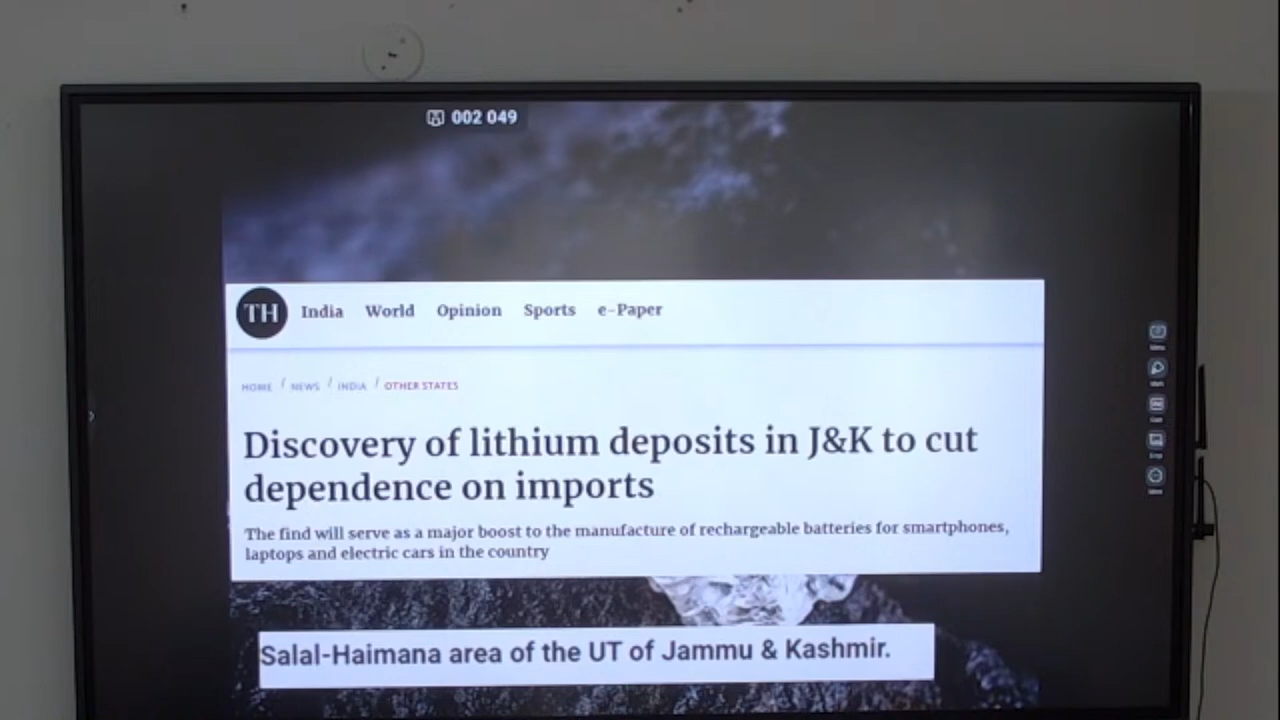 002 049
TH India World Opinion Sports e-Paper
HOME / NEWS / INDIA / OTHER STATES
Discovery of lithium deposits in J&K to cut
dependence on imports
The find will serve as a major boost to the manufacture of rechargeable batteries for smartphones,
laptops and electric cars in the country
Salal-Haimana area of the UT of Jammu & Kashmir.